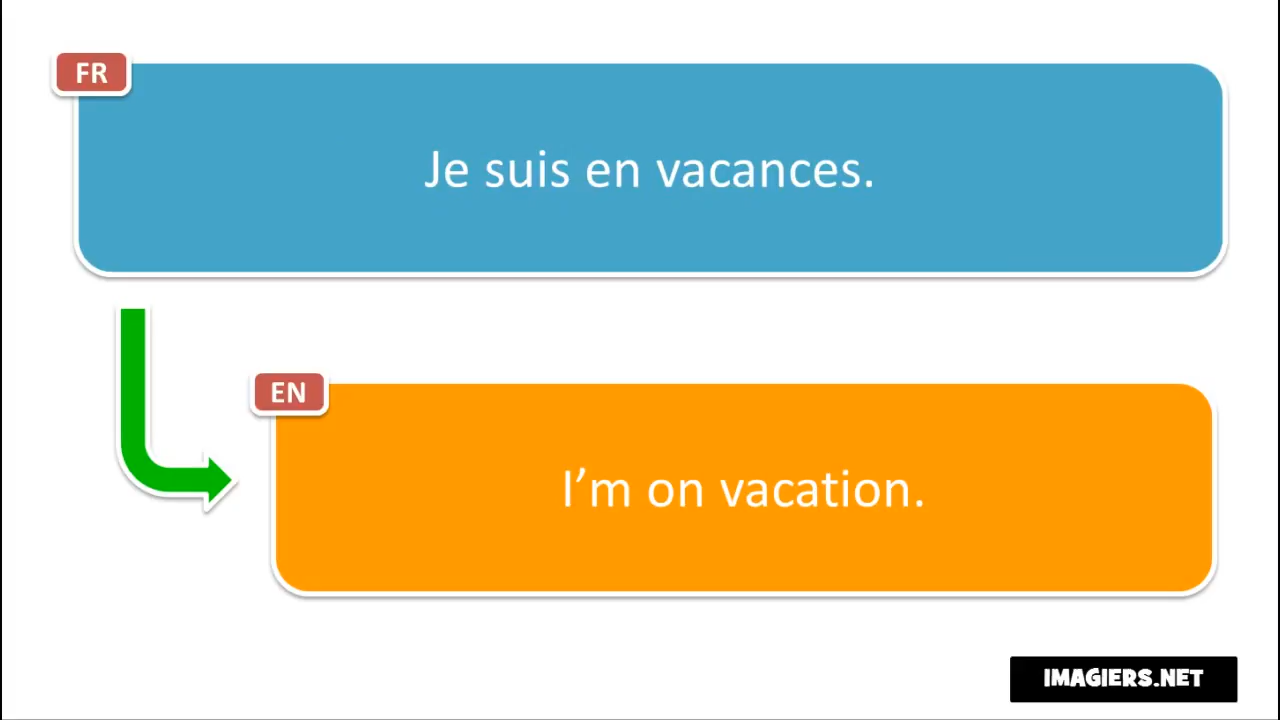 FR
Je suis en vacances.
EN
I’m on vacation.
IMAGIERS.NET